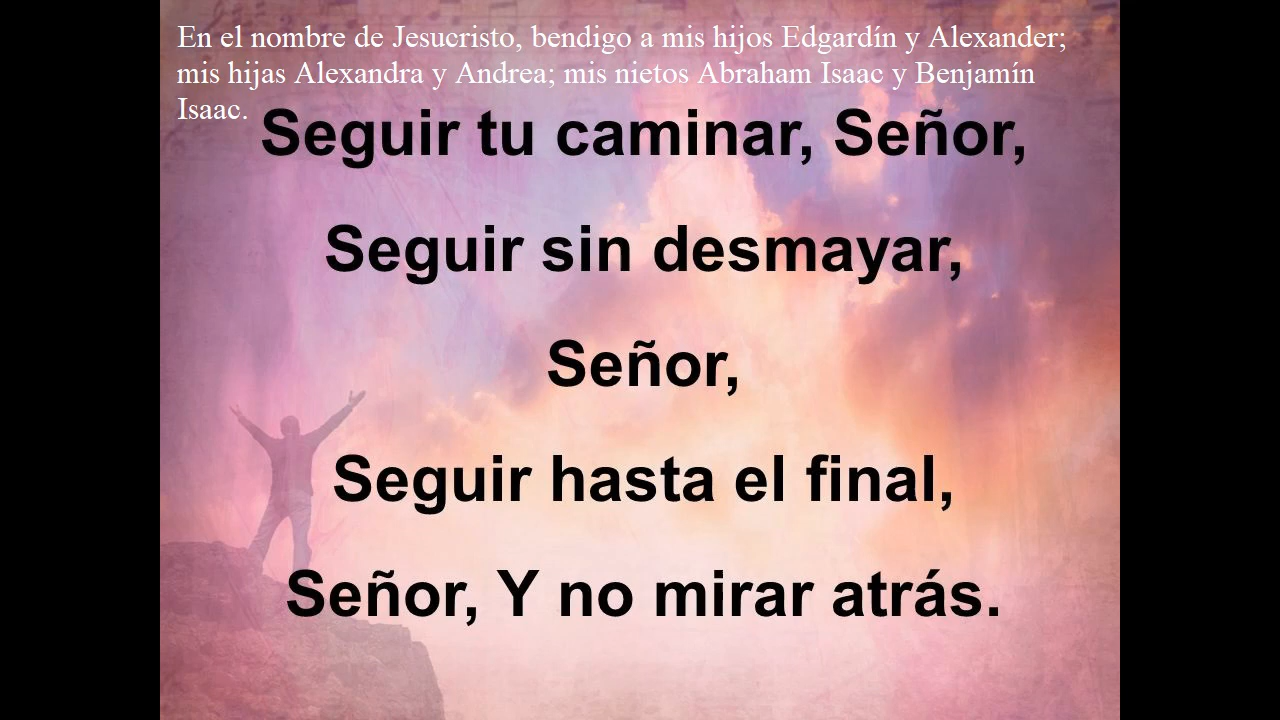 En el nombre de Jesucristo, bendigo a mis hijos Edgardín y Alexander;
mis hijas Alexandra y Andrea; mis nietos Abraham Isaac y Benjamín
Isaac.
Seguir tu caminar, Señor,
Seguir sin desmayar,
Señor,
Seguir hasta el final,
Señor, Y no mirar atrás.